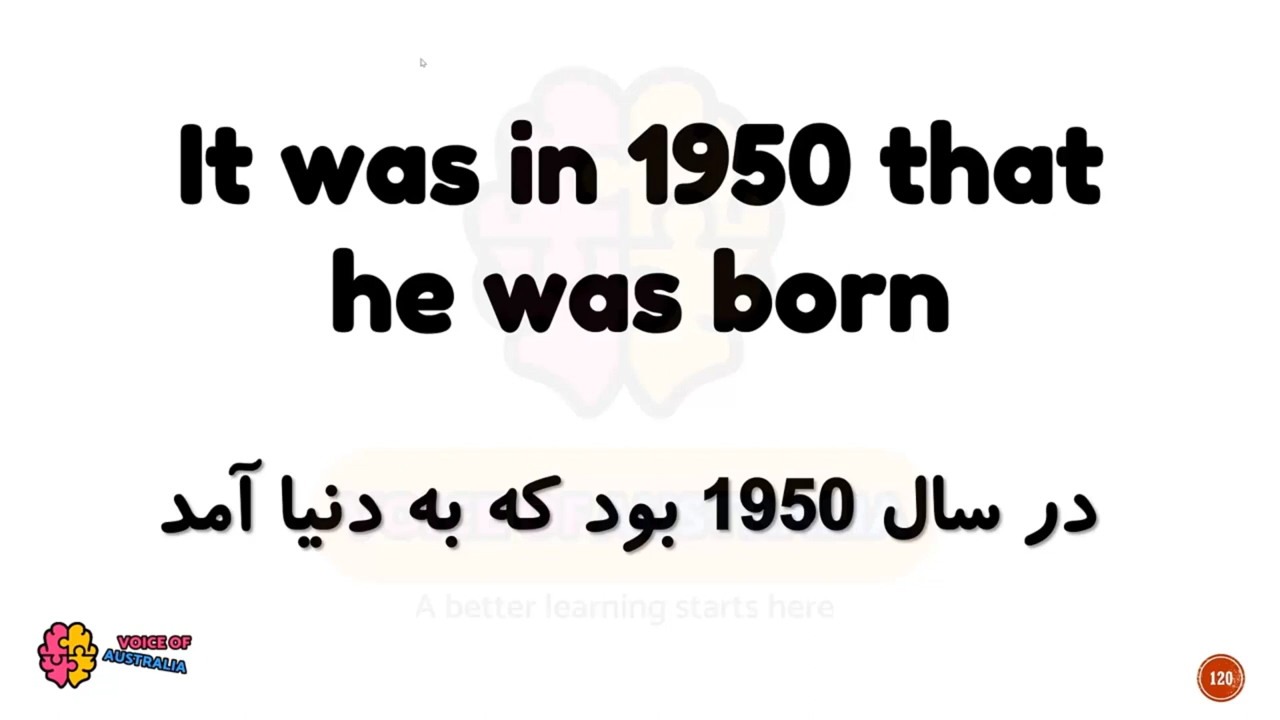 It was in 1950 that
he was born
در سال 1950 بود که به دنیا آمد
A better learning starts here
VOICE OF
AUSTRALIA
120